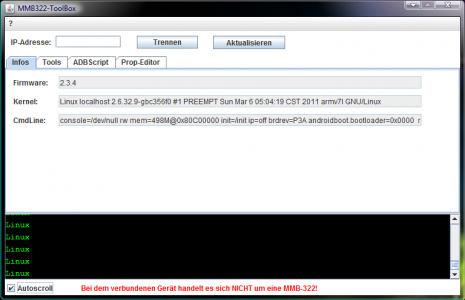 MMB322-ToolBox
?
IP-Adresse: Trennen Aktualisieren
Infos Tools ADBScript Prop-Editor
Firmware: 2.3.4
Kernel: Linux localhost 2.6.32.9-gbc356f0 #1 PREEMPT Sun Mar 6 05:04:19 CST 2011 armv7l GNU/Linux
CmdLine: console=/dev/null rw mem=498M@0x80C00000 init=/init ip=off brdrev=P3A androidboot.bootloader=0x0000 r
Linux
Linux
Linux
Linux
Linux
Autoscroll Bei dem verbundenen Gerät handelt es sich NICHT um eine MMB-322!